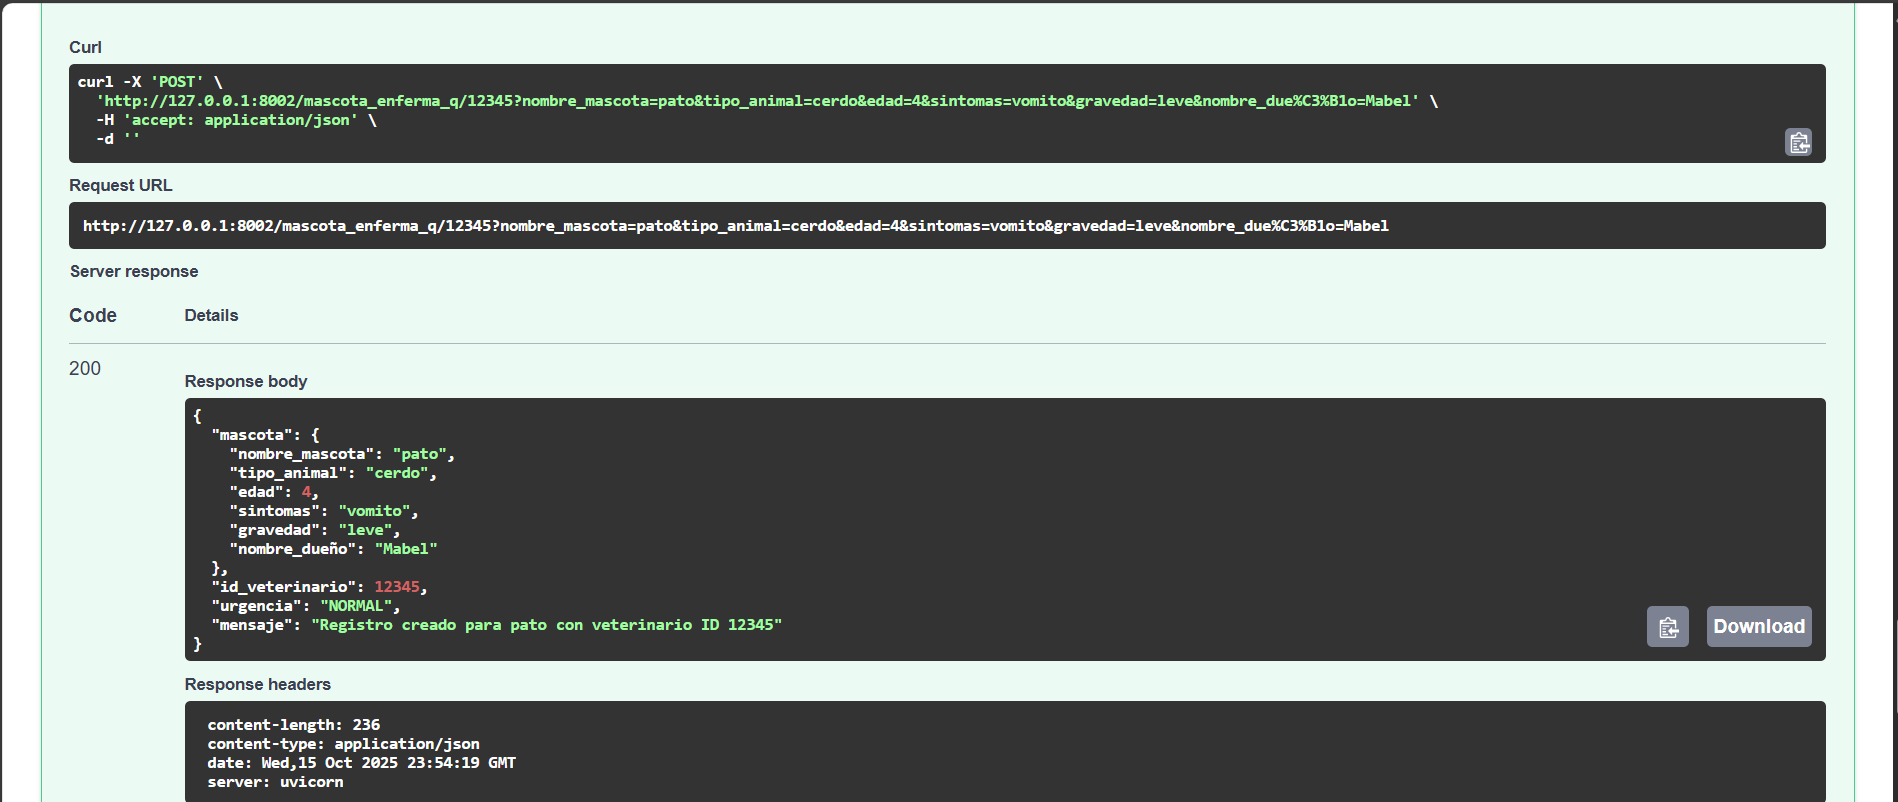 Curl
curl -X 'POST' \
  'http://127.0.0.1:8002/mascota_enferma_q/12345?nombre_mascota=pato&tipo_animal=cerdo&edad=4&sintomas=vomito&gravedad=leve&nombre_due%C3%B1o=Mabel' \
  -H 'accept: application/json' \
  -d ''
Request URL
http://127.0.0.1:8002/mascota_enferma_q/12345?nombre_mascota=pato&tipo_animal=cerdo&edad=4&sintomas=vomito&gravedad=leve&nombre_due%C3%B1o=Mabel
Server response
Code Details
200
Response body
{
  "mascota": {
    "nombre_mascota": "pato",
    "tipo_animal": "cerdo",
    "edad": 4,
    "sintomas": "vomito",
    "gravedad": "leve",
    "nombre_dueño": "Mabel"
  },
  "id_veterinario": 12345,
  "urgencia": "NORMAL",
  "mensaje": "Registro creado para pato con veterinario ID 12345"
}
Download
Response headers
content-length: 236
content-type: application/json
date: Wed,15 Oct 2025 23:54:19 GMT
server: uvicorn